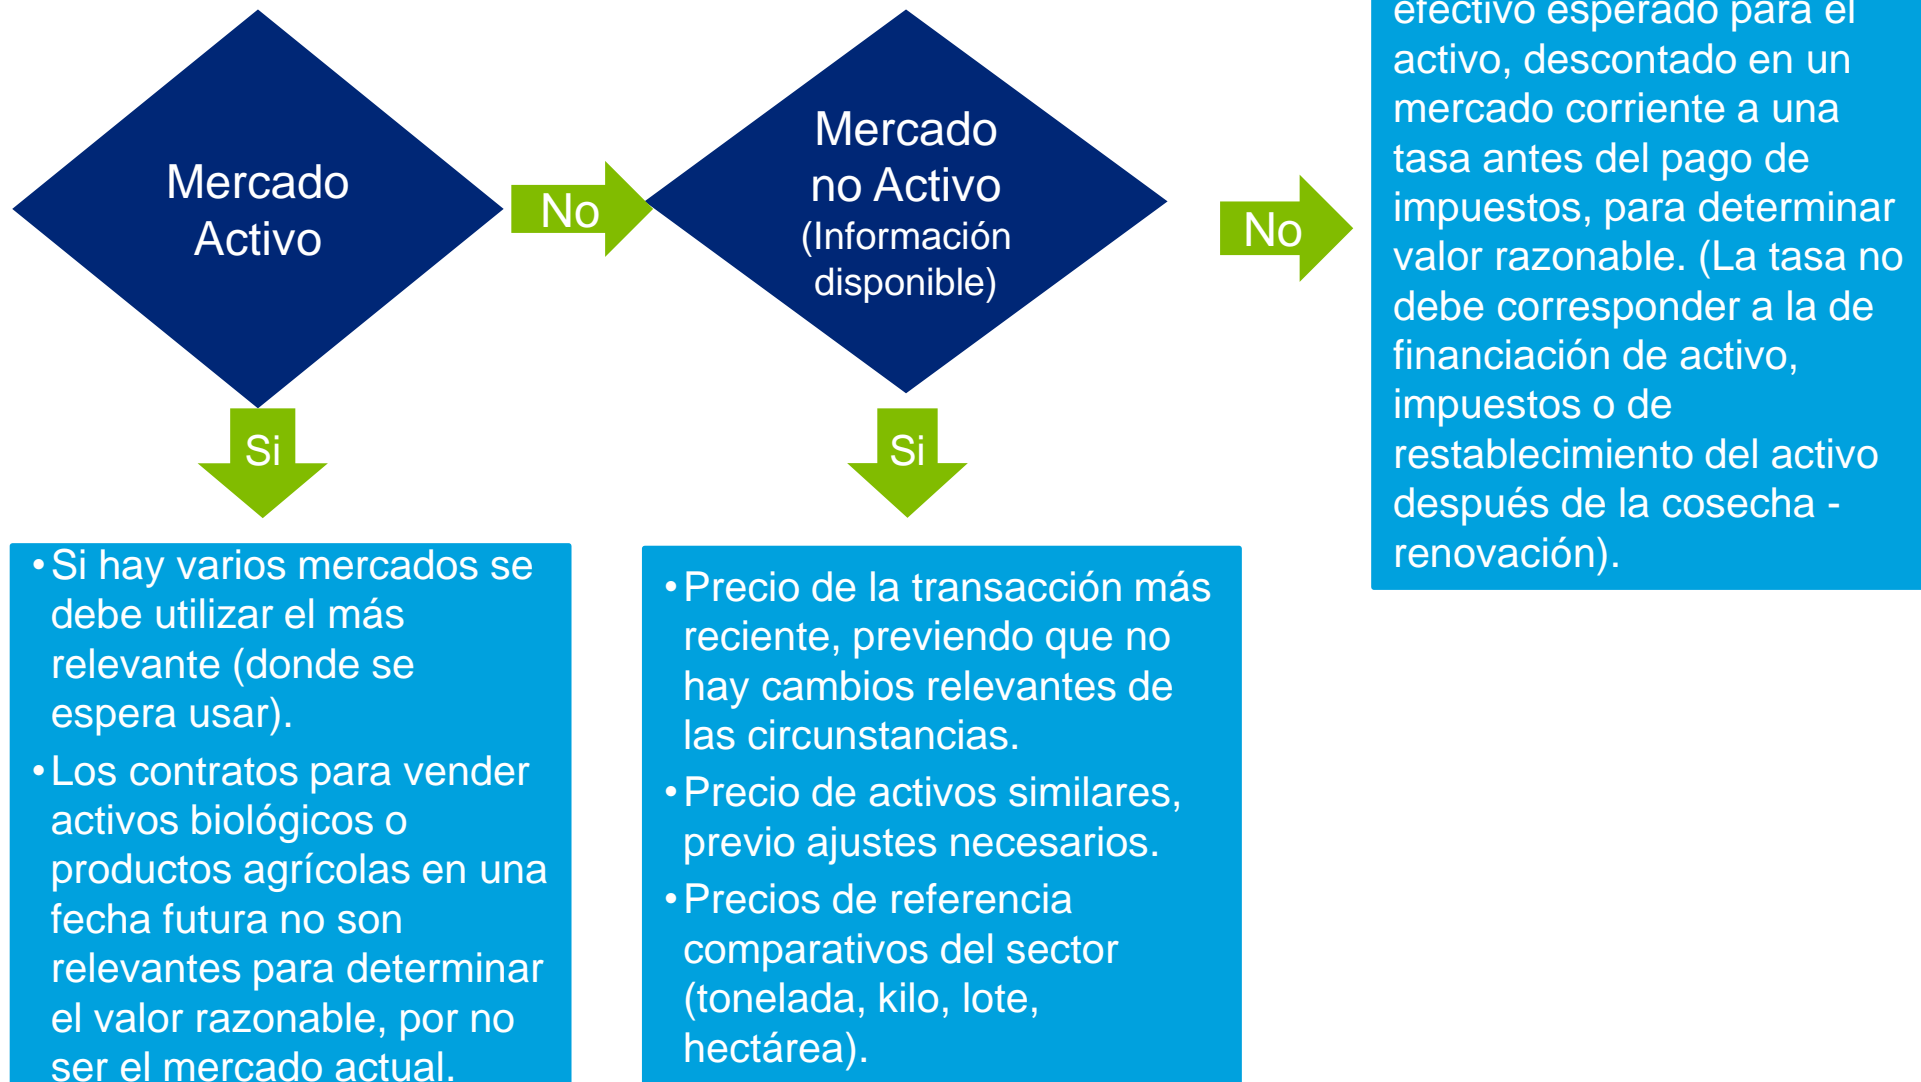 Mercado
Activo
No
Mercado
no Activo
(Información
disponible)
No
efectivo esperado para el
activo, descontado en un
mercado corriente a una
tasa antes del pago de
impuestos, para determinar
valor razonable. (La tasa no
debe corresponder a la de
financiación de activo,
impuestos o de
restablecimiento del activo
después de la cosecha -
renovación).
Si
Si
• Si hay varios mercados se
debe utilizar el más
relevante (donde se
espera usar).
• Los contratos para vender
activos biológicos o
productos agrícolas en una
fecha futura no son
relevantes para determinar
el valor razonable, por no
ser el mercado actual.
• Precio de la transacción más
reciente, previendo que no
hay cambios relevantes de
las circunstancias.
• Precio de activos similares,
previo ajustes necesarios.
• Precios de referencia
comparativos del sector
(tonelada, kilo, lote,
hectárea).